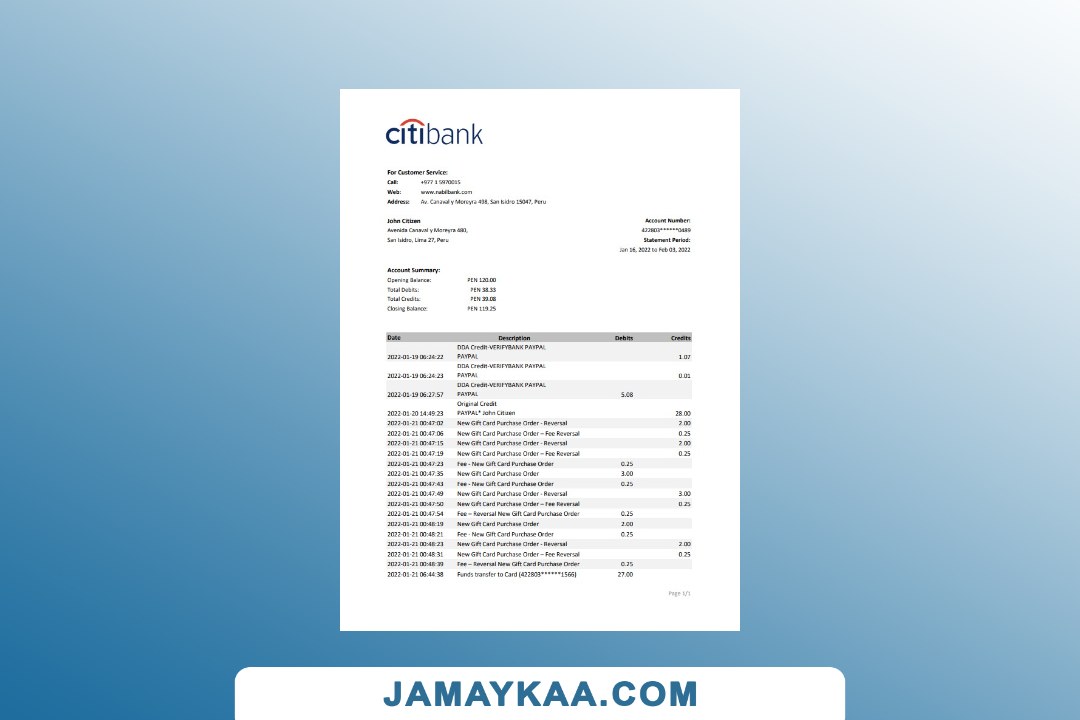 citibank
For Customer Service:
Call: +977 1 5970015
Web: www.nabilbank.com
Address: Av. Canaval y Moreyra 498, San Isidro 15047, Peru
John Citizen Account Number:
Avenida Canaval y Moreyra 480, 422803******0489
San Isidro, Lima 27, Peru Statement Period:
Jan 16, 2022 to Feb 03, 2022
Account Summary:
Opening Balance: PEN 120.00
Total Debits: PEN 38.33
Total Credits: PEN 39.08
Closing Balance: PEN 119.25
Date Description Debits Credits
DDA Credit-VERIFYBANK PAYPAL
2022-01-19 06:24:22 PAYPAL 1.07
DDA Credit-VERIFYBANK PAYPAL
2022-01-19 06:24:23 PAYPAL 0.01
DDA Credit-VERIFYBANK PAYPAL
2022-01-19 06:27:57 PAYPAL 5.08
Original Credit
2022-01-20 14:49:23 PAYPAL* John Citizen 28.00
2022-01-21 00:47:02 New Gift Card Purchase Order - Reversal 2.00
2022-01-21 00:47:06 New Gift Card Purchase Order – Fee Reversal 0.25
2022-01-21 00:47:15 New Gift Card Purchase Order - Reversal 2.00
2022-01-21 00:47:19 New Gift Card Purchase Order – Fee Reversal 0.25
2022-01-21 00:47:23 Fee - New Gift Card Purchase Order 0.25
2022-01-21 00:47:35 New Gift Card Purchase Order 3.00
2022-01-21 00:47:43 Fee - New Gift Card Purchase Order 0.25
2022-01-21 00:47:49 New Gift Card Purchase Order - Reversal 3.00
2022-01-21 00:47:50 New Gift Card Purchase Order – Fee Reversal 0.25
2022-01-21 00:47:54 Fee – Reversal New Gift Card Purchase Order 0.25
2022-01-21 00:48:19 New Gift Card Purchase Order 2.00
2022-01-21 00:48:21 Fee - New Gift Card Purchase Order 0.25
2022-01-21 00:48:23 New Gift Card Purchase Order - Reversal 2.00
2022-01-21 00:48:31 New Gift Card Purchase Order – Fee Reversal 0.25
2022-01-21 00:48:39 Fee – Reversal New Gift Card Purchase Order 0.25
2022-01-21 06:44:38 Funds transfer to Card (422803******1566) 27.00
Page 1/1
JAMAYKAA.COM